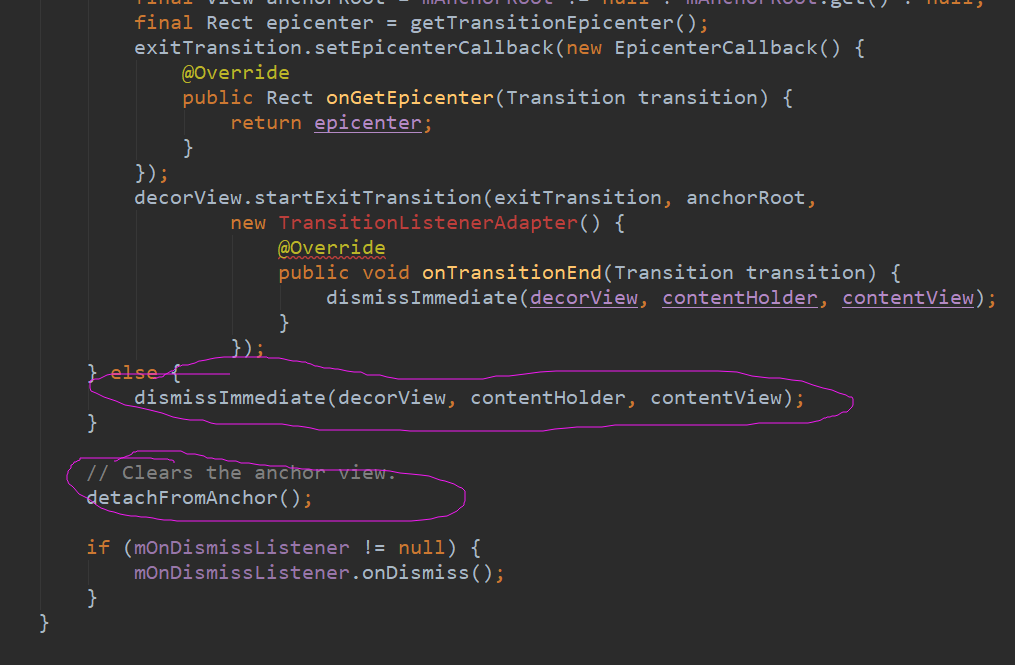 final View anchorRoot = mAnchorRoot != null ? mAnchorRoot.get() : null;
final Rect epicenter = getTransitionEpicenter();
exitTransition.setEpicenterCallback(new EpicenterCallback() {
@Override
public Rect onGetEpicenter(Transition transition) {
return epicenter;
}
});
decorView.startExitTransition(exitTransition, anchorRoot,
new TransitionListenerAdapter() {
@Override
public void onTransitionEnd(Transition transition) {
dismissImmediate(decorView, contentHolder, contentView);
}
});
} else {
dismissImmediate(decorView, contentHolder, contentView);
}
// Clears the anchor view.
detachFromAnchor();
if (mOnDismissListener != null) {
mOnDismissListener.onDismiss();
}
}